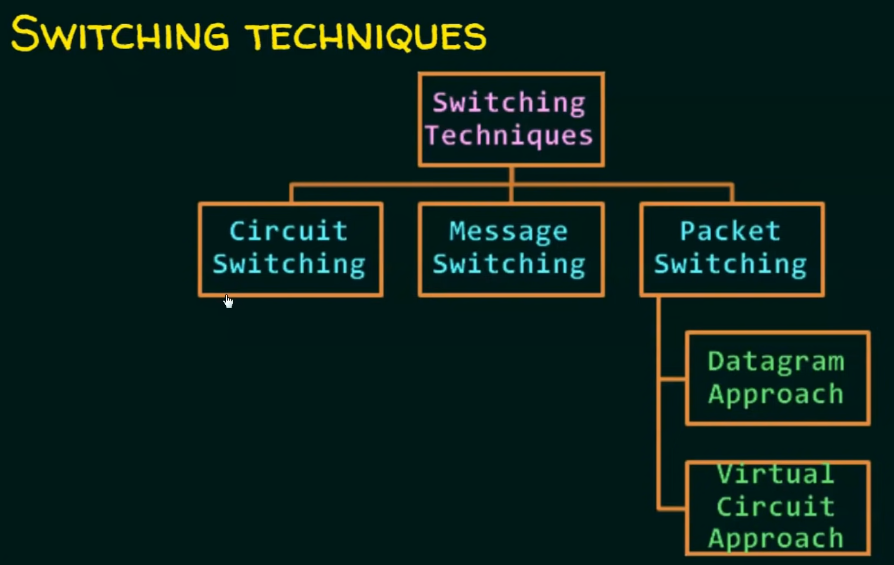 SWITCHING TECHNIQUES
Switching
Techniques
Circuit
Switching
Message
Switching
Packet
Switching
Datagram
Approach
Virtual
Circuit
Approach